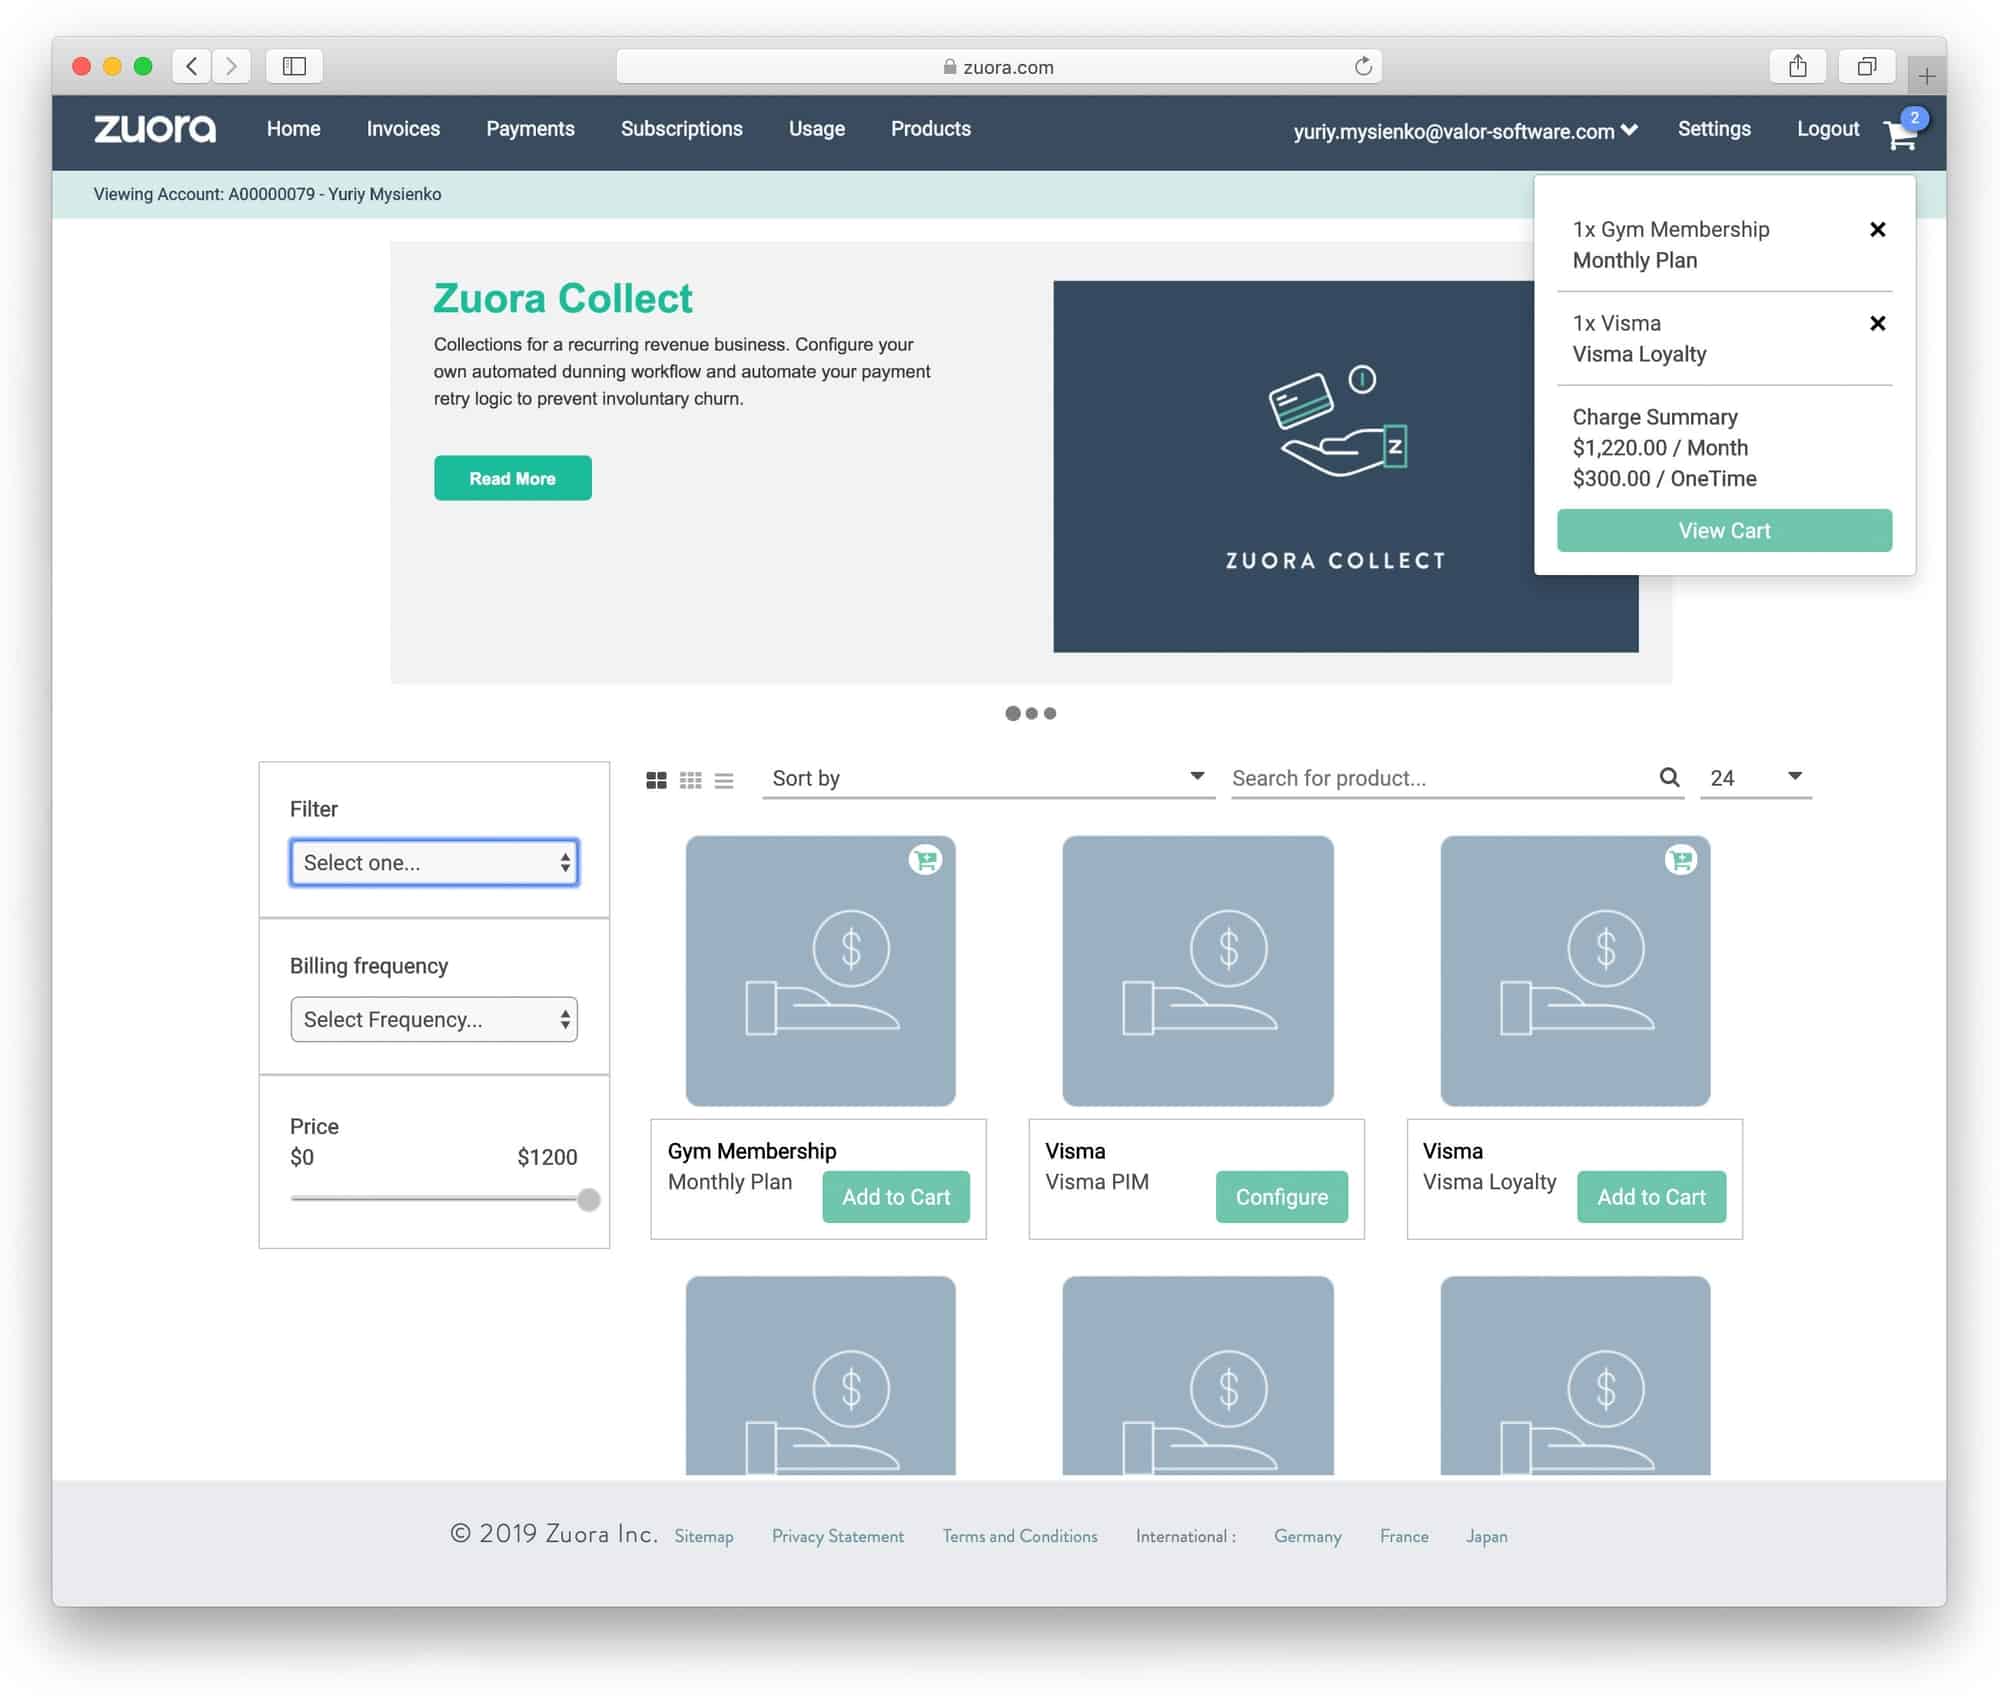 zuora.com
zuora Home Invoices Payments Subscriptions Usage Products yuriy.mysienko@valor-software.com Settings Logout 2
Viewing Account: A00000079 - Yuriy Mysienko
1x Gym Membership
Monthly Plan
1x Visma
Visma Loyalty
Charge Summary
$1,220.00 / Month
$300.00 / OneTime
View Cart
Zuora Collect
Collections for a recurring revenue business. Configure your
own automated dunning workflow and automate your payment
retry logic to prevent involuntary churn.
Read More
Z
ZUORA COLLECT
Filter
Select one...
Billing frequency
Select Frequency...
Price
$0 $1200
Sort by Search for product... 24
$ $ $
Gym Membership
Monthly Plan
Add to Cart
Visma
Visma PIM
Configure
Visma
Visma Loyalty
Add to Cart
$ $ $
© 2019 Zuora Inc. Sitemap Privacy Statement Terms and Conditions International : Germany France Japan